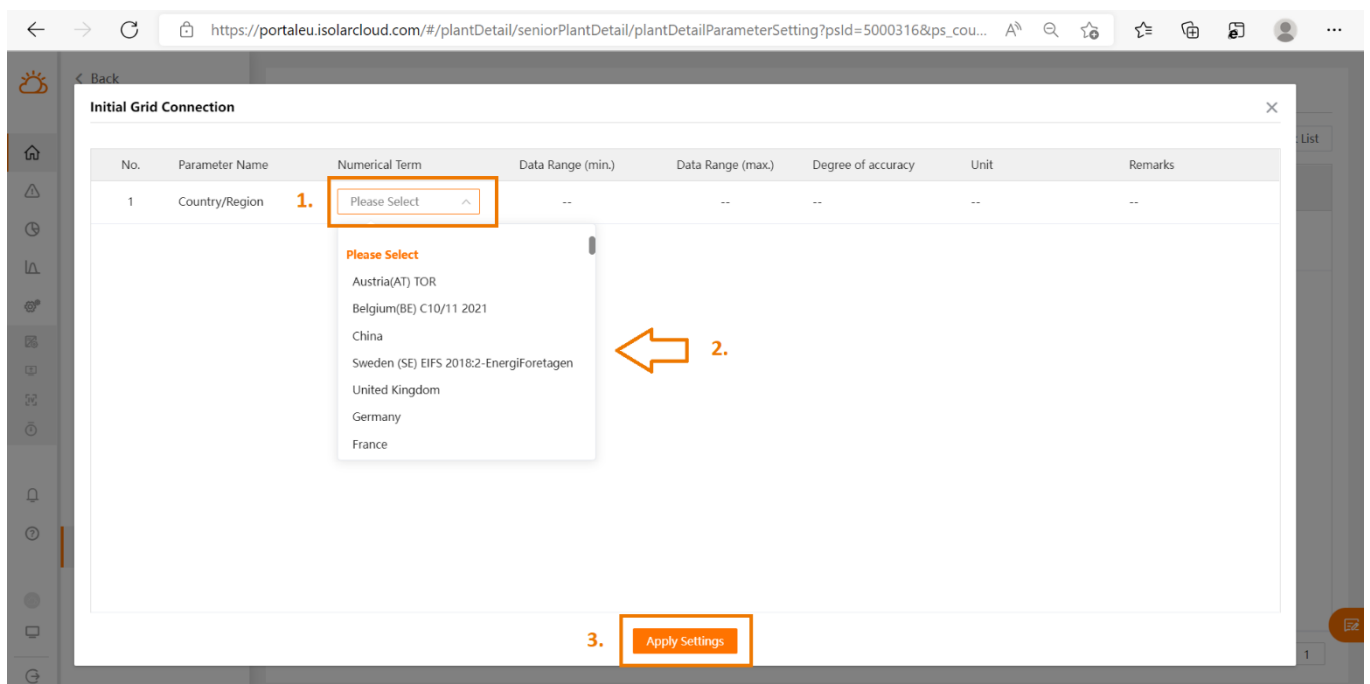 https://portaleu.isolarcloud.com/#/plantDetail/seniorPlantDetail/plantDetailParameterSetting?psId=5000316&ps_cou...
Back
Initial Grid Connection
List
No. Parameter Name Numerical Term Data Range (min.) Data Range (max.) Degree of accuracy Unit Remarks
1 Country/Region 1. Please Select -- -- -- -- --
Please Select
Austria(AT) TOR
Belgium(BE) C10/11 2021
China
Sweden (SE) EIFS 2018:2-EnergiForetagen
2.
United Kingdom
Germany
France
3. Apply Settings
1